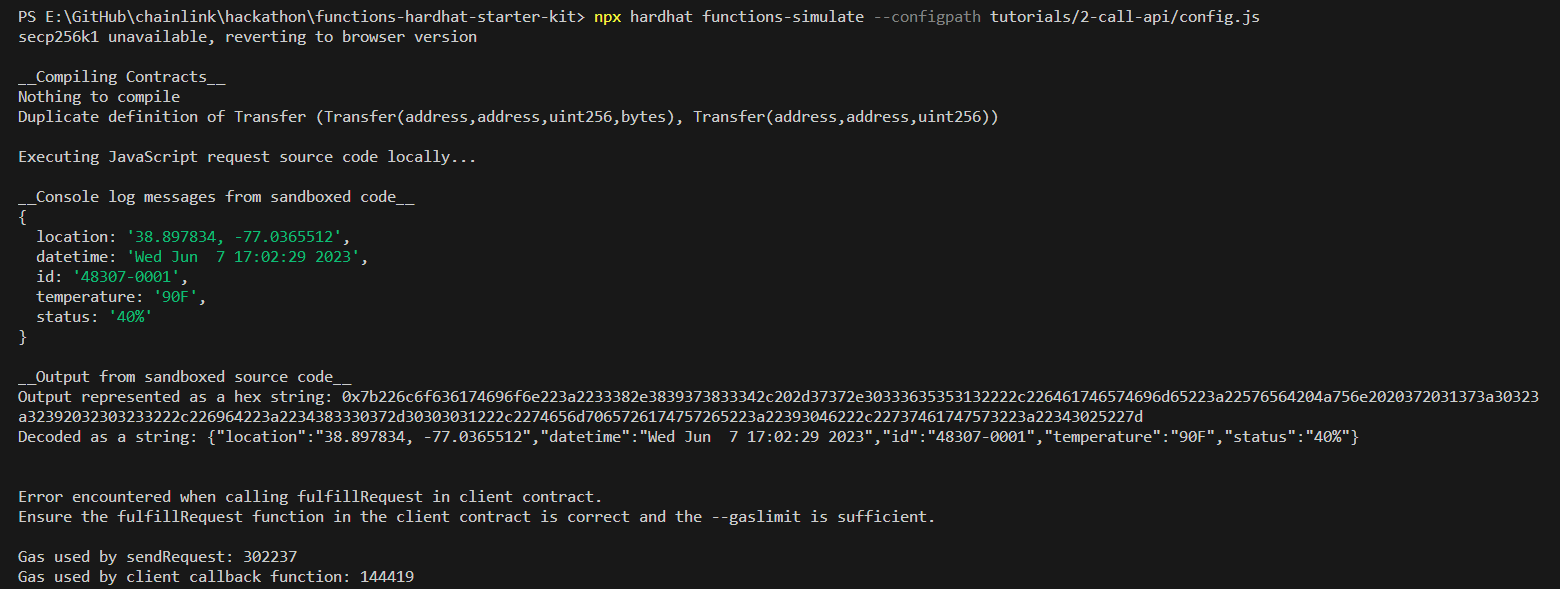 PS E:\GitHub\chainlink\hackathon\functions-hardhat-starter-kit> npx hardhat functions-simulate --configpath tutorials/2-call-api/config.js
secp256k1 unavailable, reverting to browser version
__Compiling Contracts__
Nothing to compile
Duplicate definition of Transfer (Transfer(address,address,uint256,bytes), Transfer(address,address,uint256))
Executing JavaScript request source code locally...
__Console log messages from sandboxed code__
{
  location: '38.897834, -77.0365512',
  datetime: 'Wed Jun  7 17:02:29 2023',
  id: '48307-0001',
  temperature: '90F',
  status: '40%'
}
__Output from sandboxed source code__
Output represented as a hex string: 0x7b226c6f636174696f6e223a2233382e3839373833342c202d37372e30333635353132222c226461746574696d65223a22576564204a756e2020372031373a30323
a32392032303233222c226964223a2234383330372d30303031222c2274656d7065726174757265223a22393046222c22737461747573223a22343025227d
Decoded as a string: {"location":"38.897834, -77.0365512","datetime":"Wed Jun  7 17:02:29 2023","id":"48307-0001","temperature":"90F","status":"40%"}
Error encountered when calling fulfillRequest in client contract.
Ensure the fulfillRequest function in the client contract is correct and the --gaslimit is sufficient.
Gas used by sendRequest: 302237
Gas used by client callback function: 144419